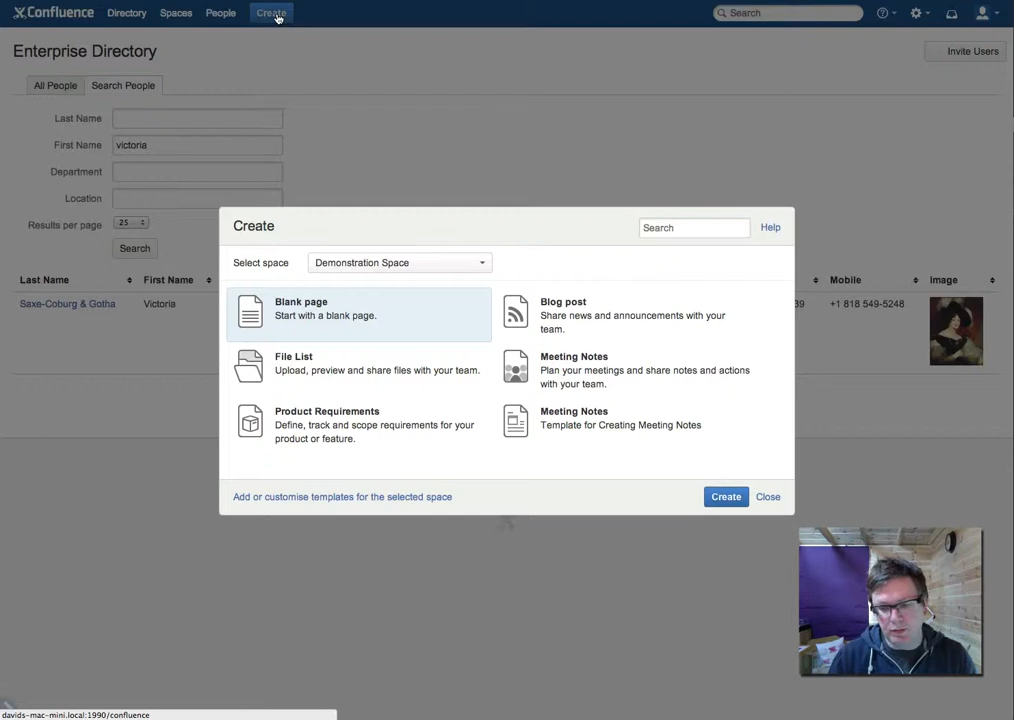 Confluence Directory Spaces People Create Search
Enterprise Directory
Invite Users
All People Search People
Last Name
First Name victoria
Department
Location
Results per page 25
Search
Last Name First Name Mobile Image
Saxe-Coburg & Gotha Victoria 39 +1 818 549-5248
Create Search Help
Select space Demonstration Space
Blank page
Start with a blank page.
Blog post
Share news and announcements with your
team.
File List
Upload, preview and share files with your team.
Meeting Notes
Plan your meetings and share notes and actions
with your team.
Product Requirements
Define, track and scope requirements for your
product or feature.
Meeting Notes
Template for Creating Meeting Notes
Add or customise templates for the selected space Create Close
davids-mac-mini.local:1990/confluence